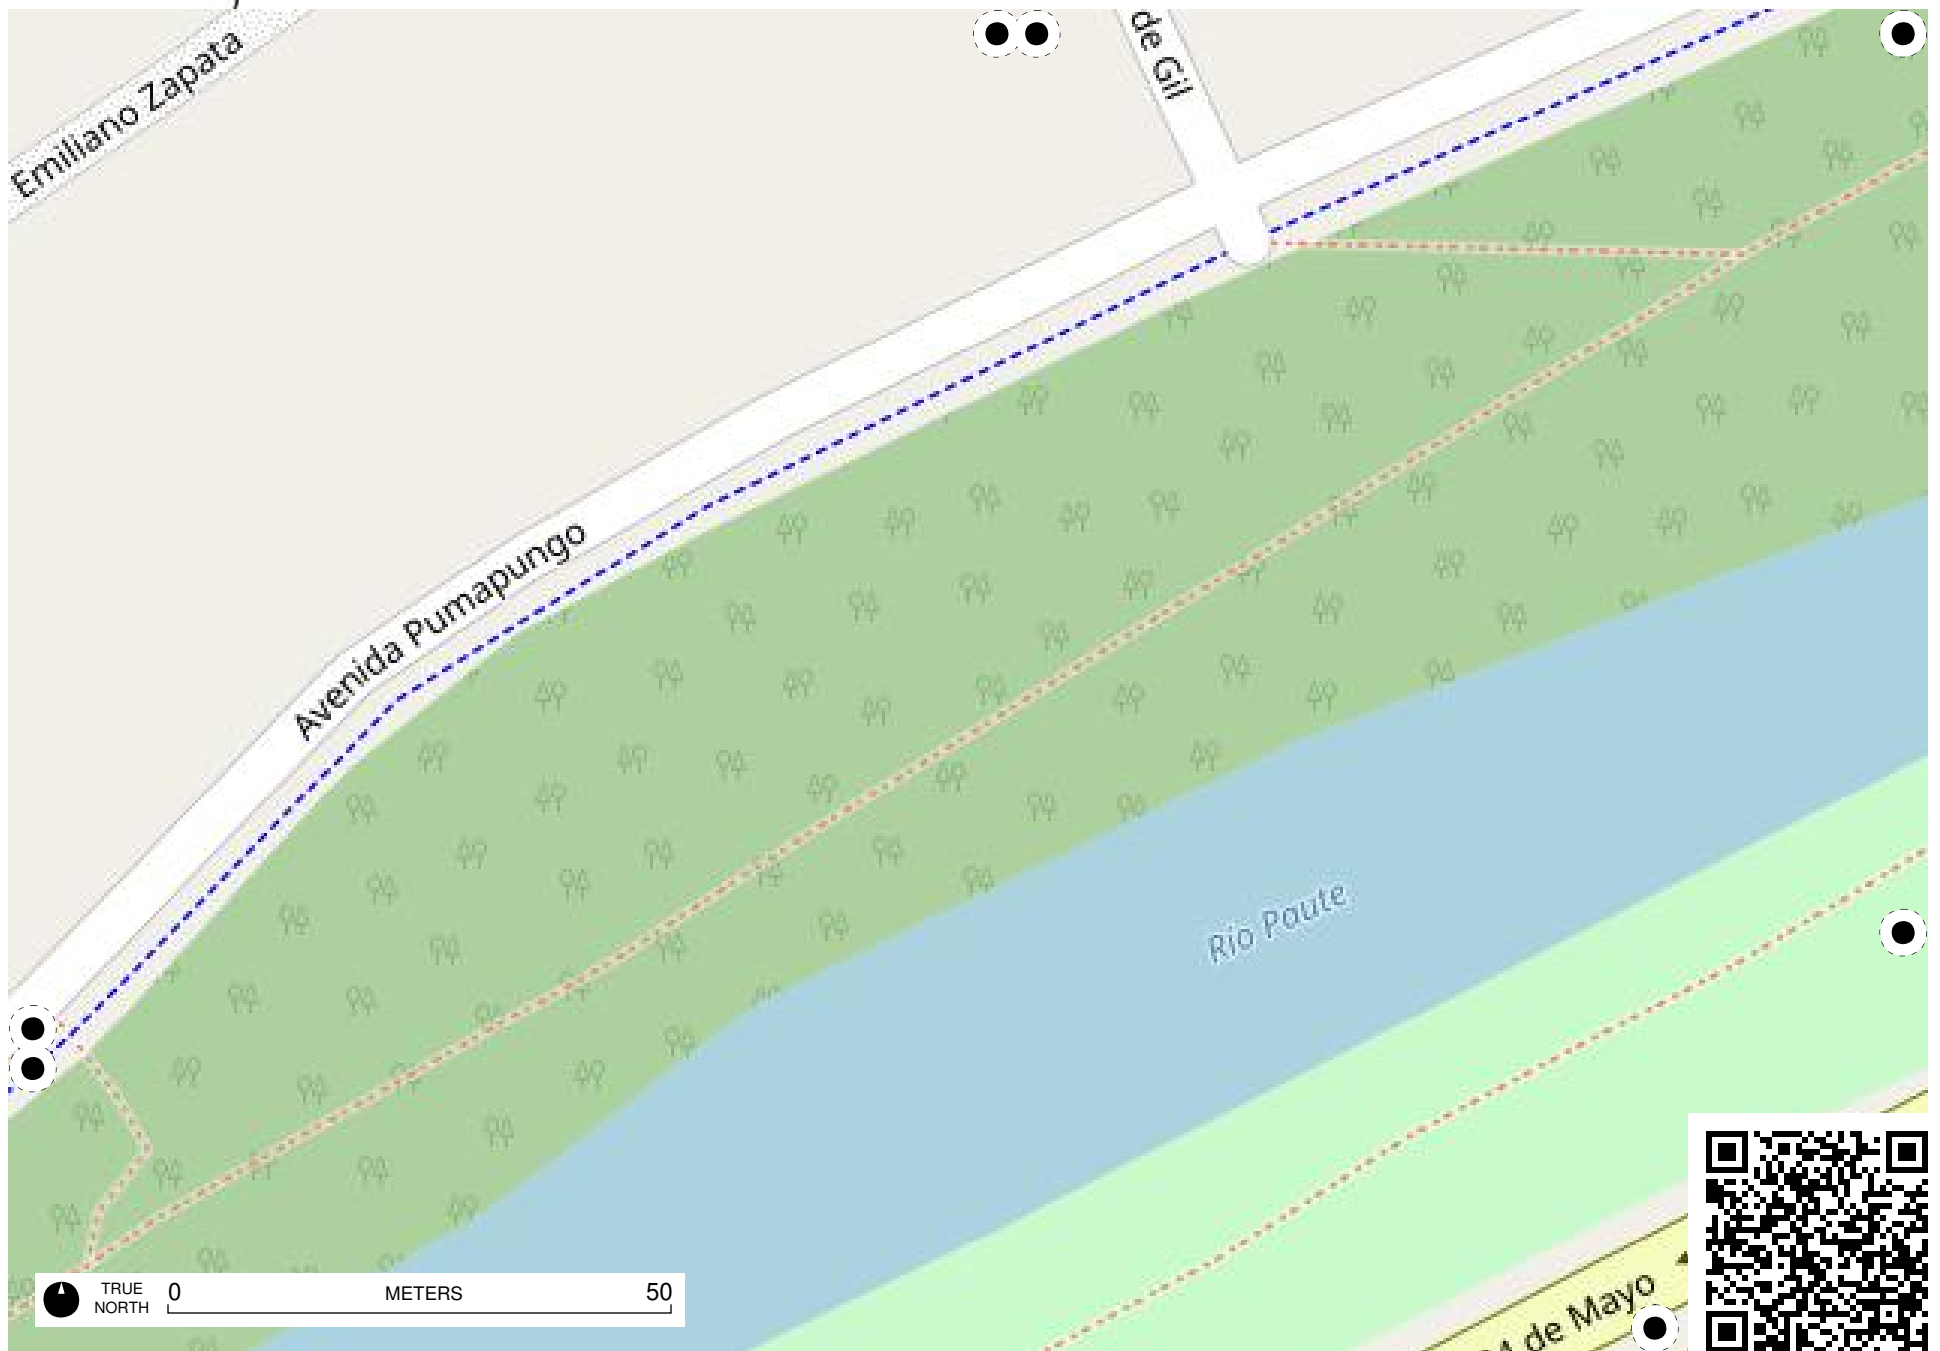 de Gil
Emiliano Zapata
Avenida Pumapungo
Río Paute
de Mayo
TRUE
NORTH
0
METERS
50